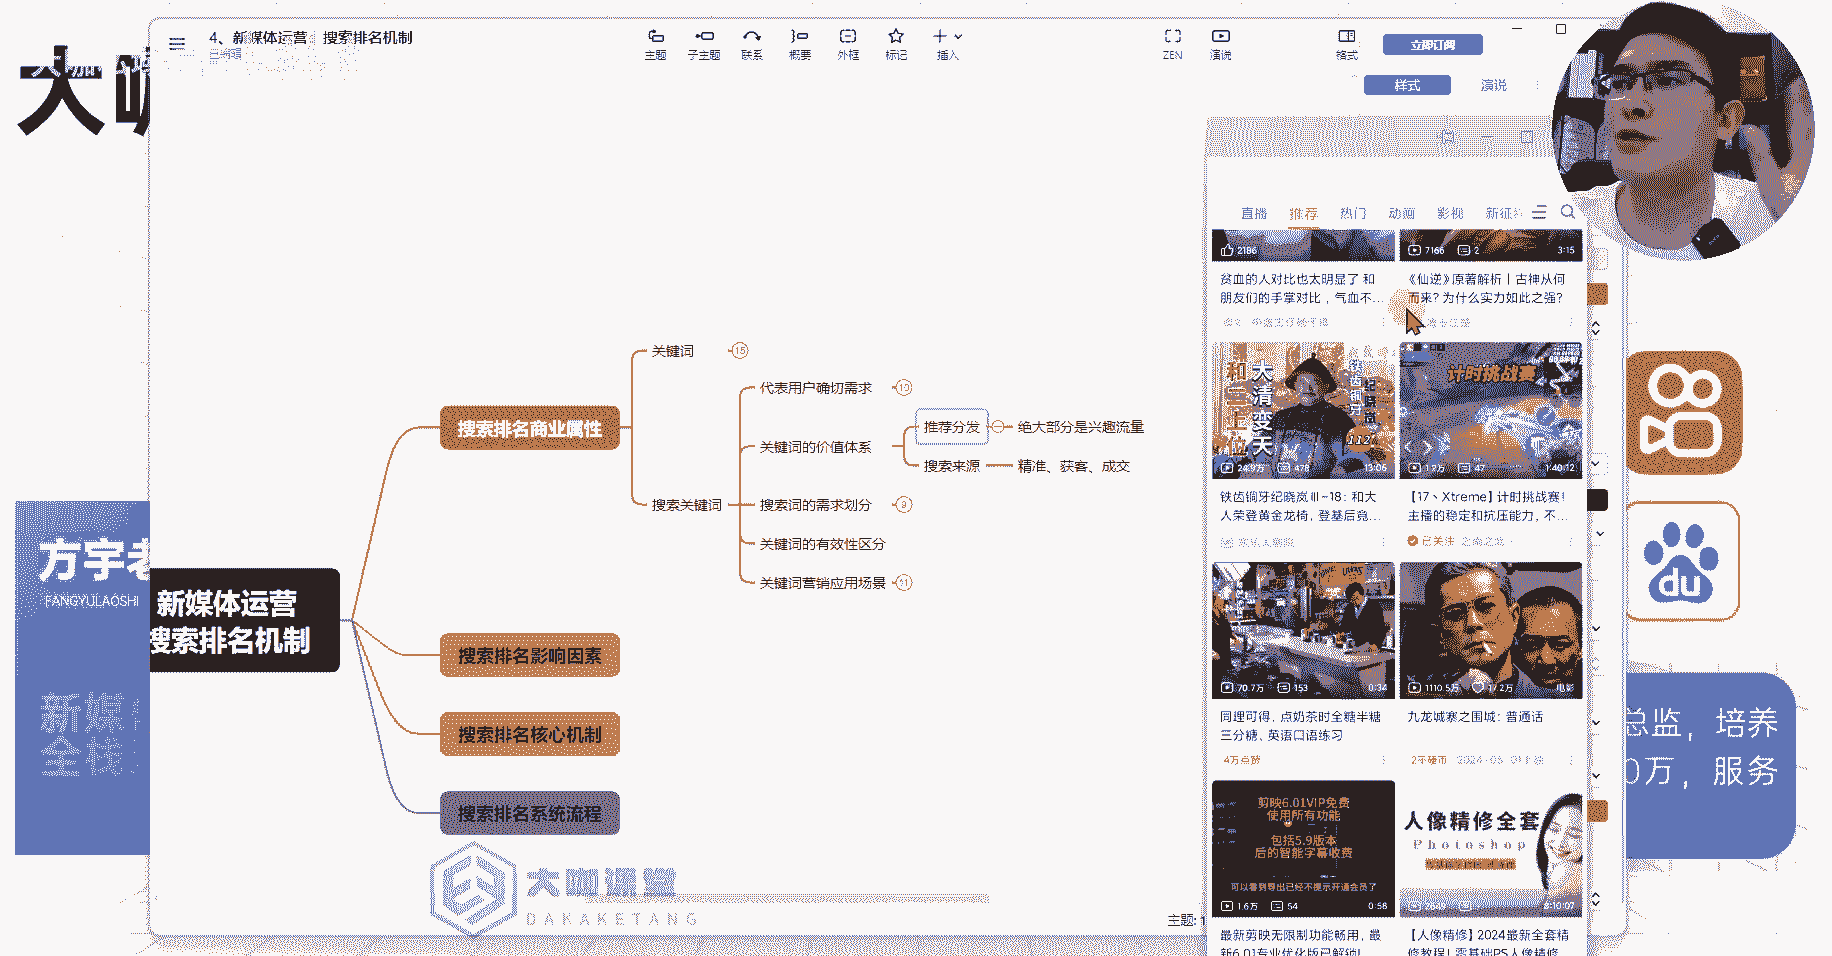 4、新媒体运营：搜索排名机制
已编辑
主题
子主题
联系
概要
外框
标记
插入
ZEN
演说
格式
立即订阅
样式
演说
方宇老
FANGYULAOSHI
新媒体运营
搜索排名机制
搜索排名商业属性
搜索排名影响因素
搜索排名核心机制
搜索排名系统流程
关键词
15
搜索关键词
代表用户确切需求
10
关键词的价值体系
推荐分发
绝大部分是兴趣流量
搜索来源
精准、获客、成交
搜索词的需求划分
9
关键词的有效性区分
关键词营销应用场景
11
大咖课堂
DAKAKETANG
主题:
直播
推荐
热门
动画
影视
新征
2186
7166
2
3:15
贫血的人对比也太明显了 和
朋友们的手掌对比，气血不...
《仙逆》原著解析｜古神从何
而来？为什么实力如此之强？
大清变天
24.9万
478
13:06
计时挑战赛
1.2万
47
1:40:12
铁齿铜牙纪晓岚Ⅲ-18：和大
人荣登黄金龙椅，登基后竟...
【17丶Xtreme】计时挑战赛！
主播的稳定和抗压能力，不...
已关注
70.7万
153
0:34
1110.5万
17.2万
电影
同理可得，点奶茶时全糖半糖
三分糖，英语口语练习
4万点赞
九龙城寨之围城：普通话
剪映6.01VIP免费
使用所有功能
包括5.9版本
后的智能字幕收费
可以看到导出已经不提示开通会员了
1.6万
54
0:58
人像精修全套
Photoshop
8:10:07
最新剪映无限制功能畅用，最
新6.01专业优化版已解锁！
【人像精修】2024最新全套精
修教程！零基础PS人像精修
du
总监，培养
0万，服务